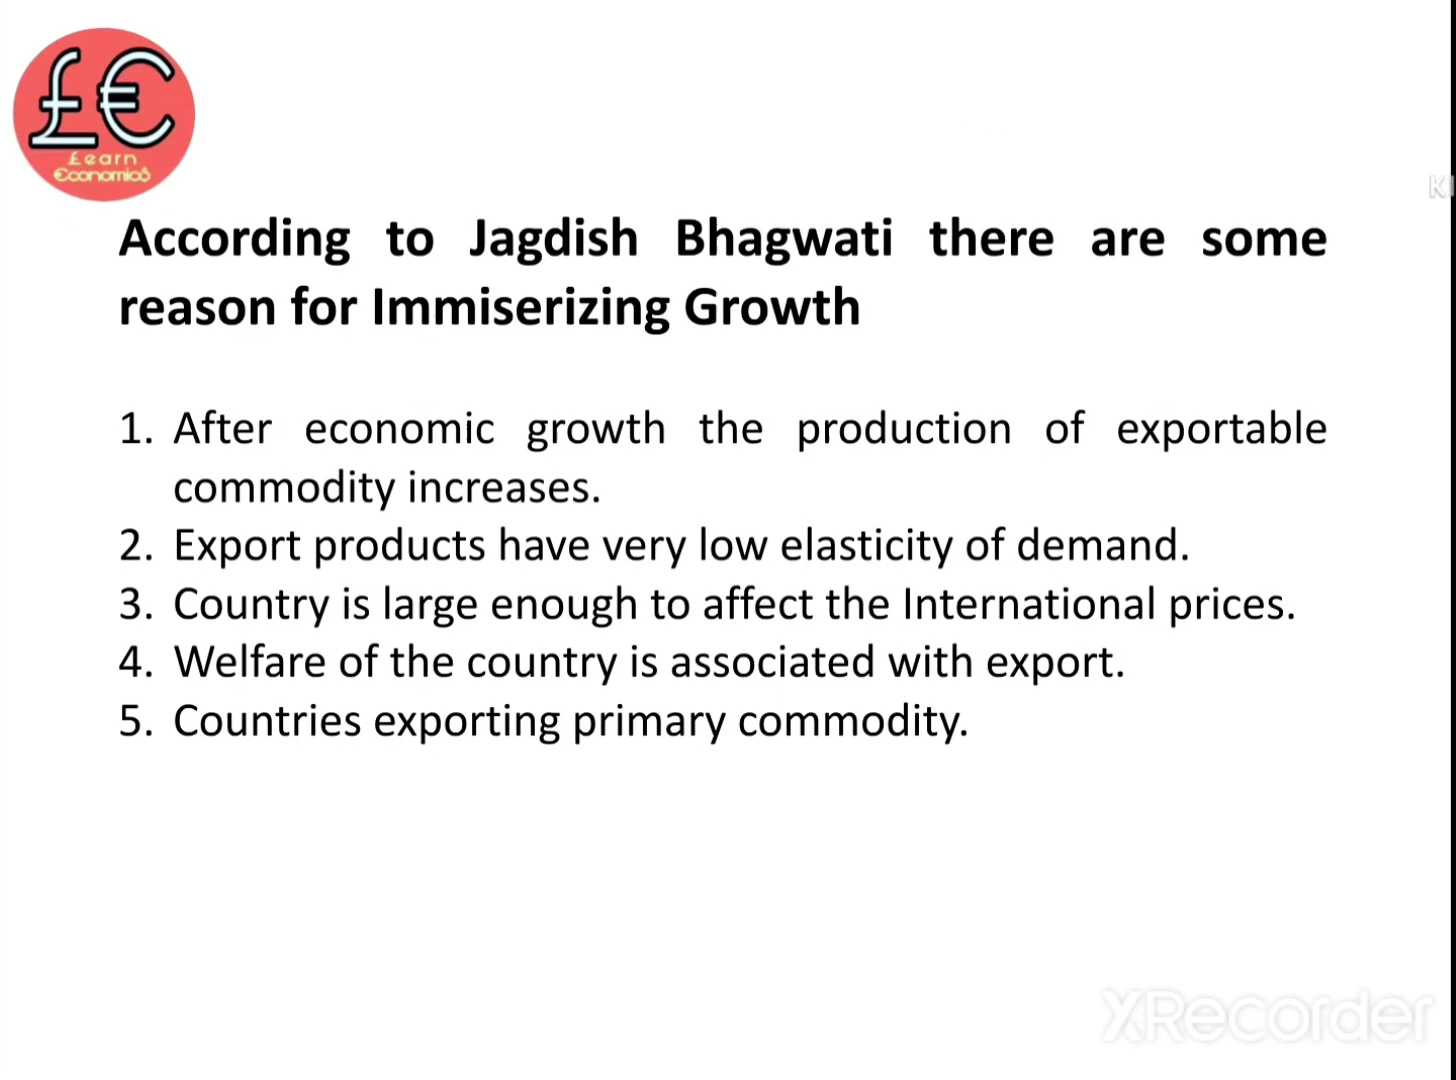 £€
£earn
€conomic$
According to Jagdish Bhagwati there are some
reason for Immiserizing Growth
1. After economic growth the production of exportable
commodity increases.
2. Export products have very low elasticity of demand.
3. Country is large enough to affect the International prices.
4. Welfare of the country is associated with export.
5. Countries exporting primary commodity.
XRecorder